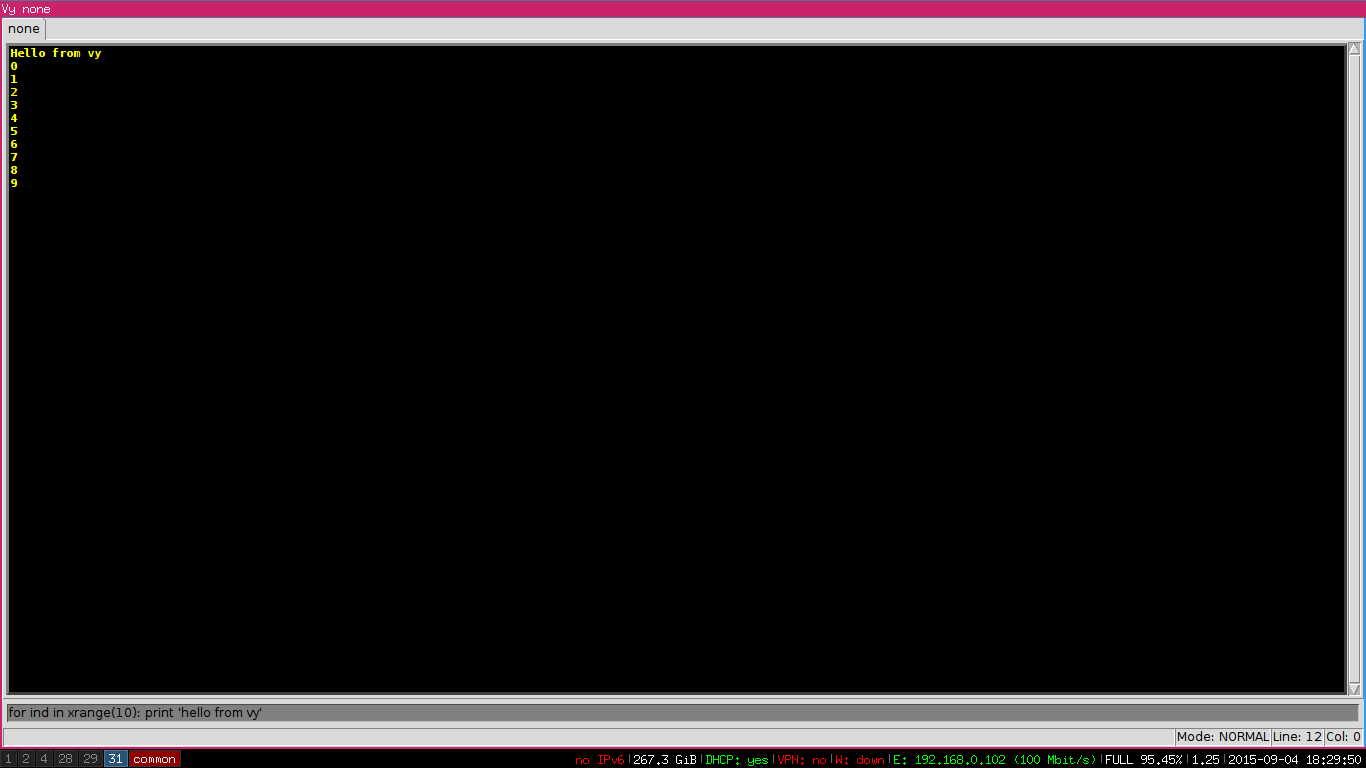 Vy none
none
Hello from vy
0
1
2
3
4
5
6
7
8
9
for ind in xrange(10): print 'hello from vy'
Mode: NORMAL Line: 12 Col: 0
1 2 4 28 29 31 common no IPv6|267.3 GiB|DHCP: yes|VPN: no|W: down|E: 192.168.0.102 (100 Mbit/s)|FULL 95.45%|1.25|2015-09-04 18:29:50